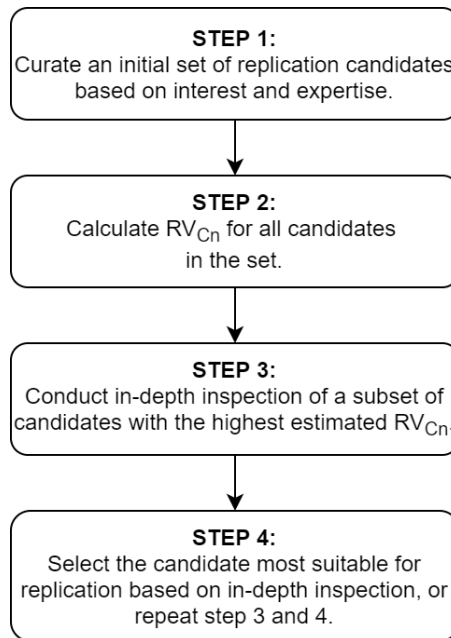 STEP 1:
Curate an initial set of replication candidates
based on interest and expertise.
STEP 2:
Calculate RV_Cn for all candidates
in the set.
STEP 3:
Conduct in-depth inspection of a subset of
candidates with the highest estimated RV_Cn.
STEP 4:
Select the candidate most suitable for
replication based on in-depth inspection, or
repeat step 3 and 4.